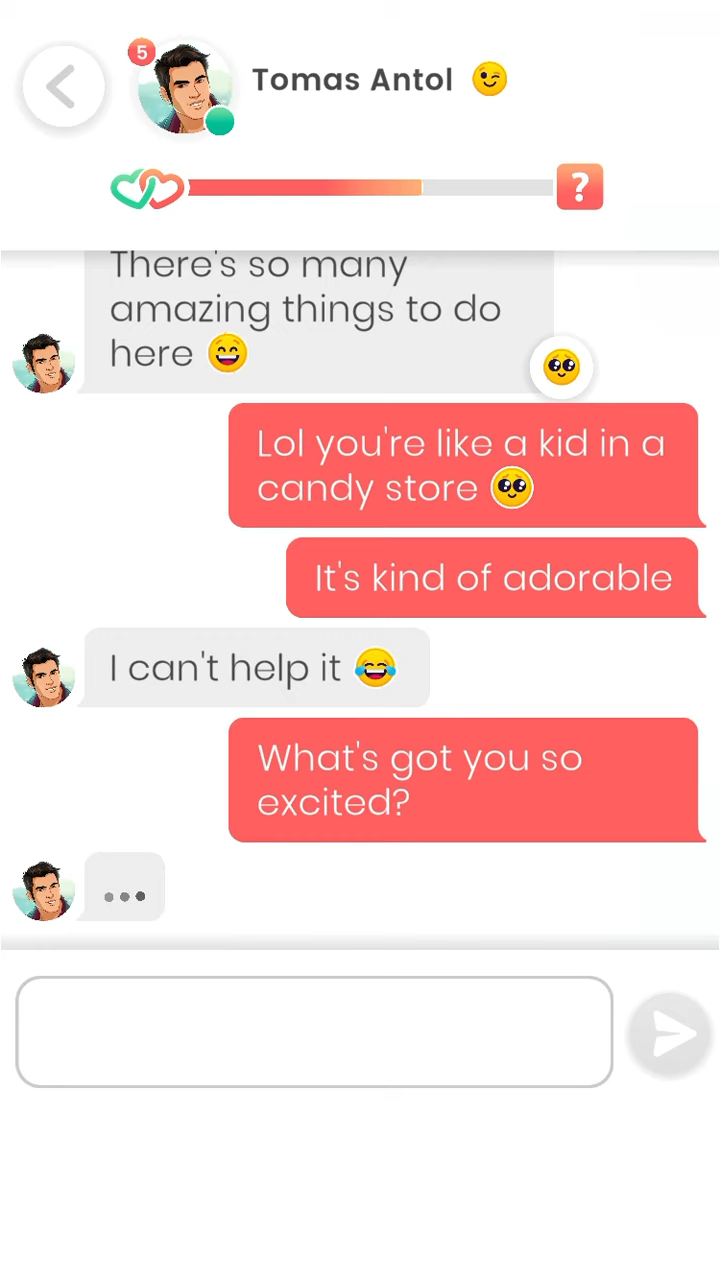 5
Tomas Antol 😉
?
There's so many
amazing things to do
here 😄
Lol you're like a kid in a
candy store 🥺
It's kind of adorable
I can't help it 😂
What's got you so
excited?
...